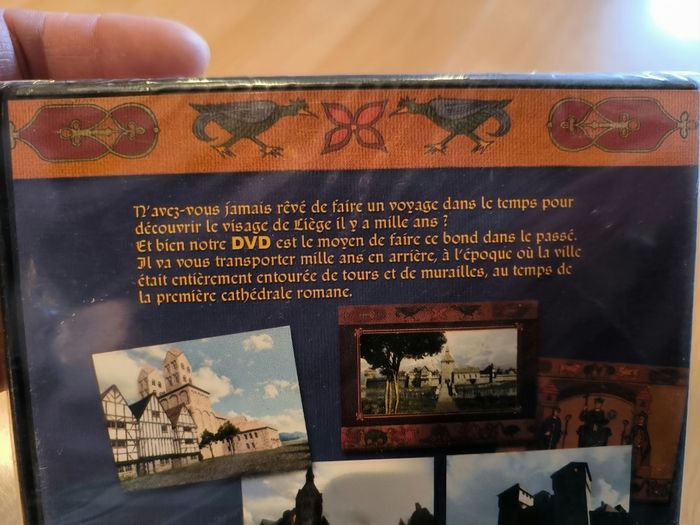 N'avez-vous jamais rêvé de faire un voyage dans le temps pour
découvrir le visage de Liège il y a mille ans ?
Et bien notre DVD est le moyen de faire ce bond dans le passé.
Il va vous transporter mille ans en arrière, à l'époque où la ville
était entièrement entourée de tours et de murailles, au temps de
la première cathédrale romane.